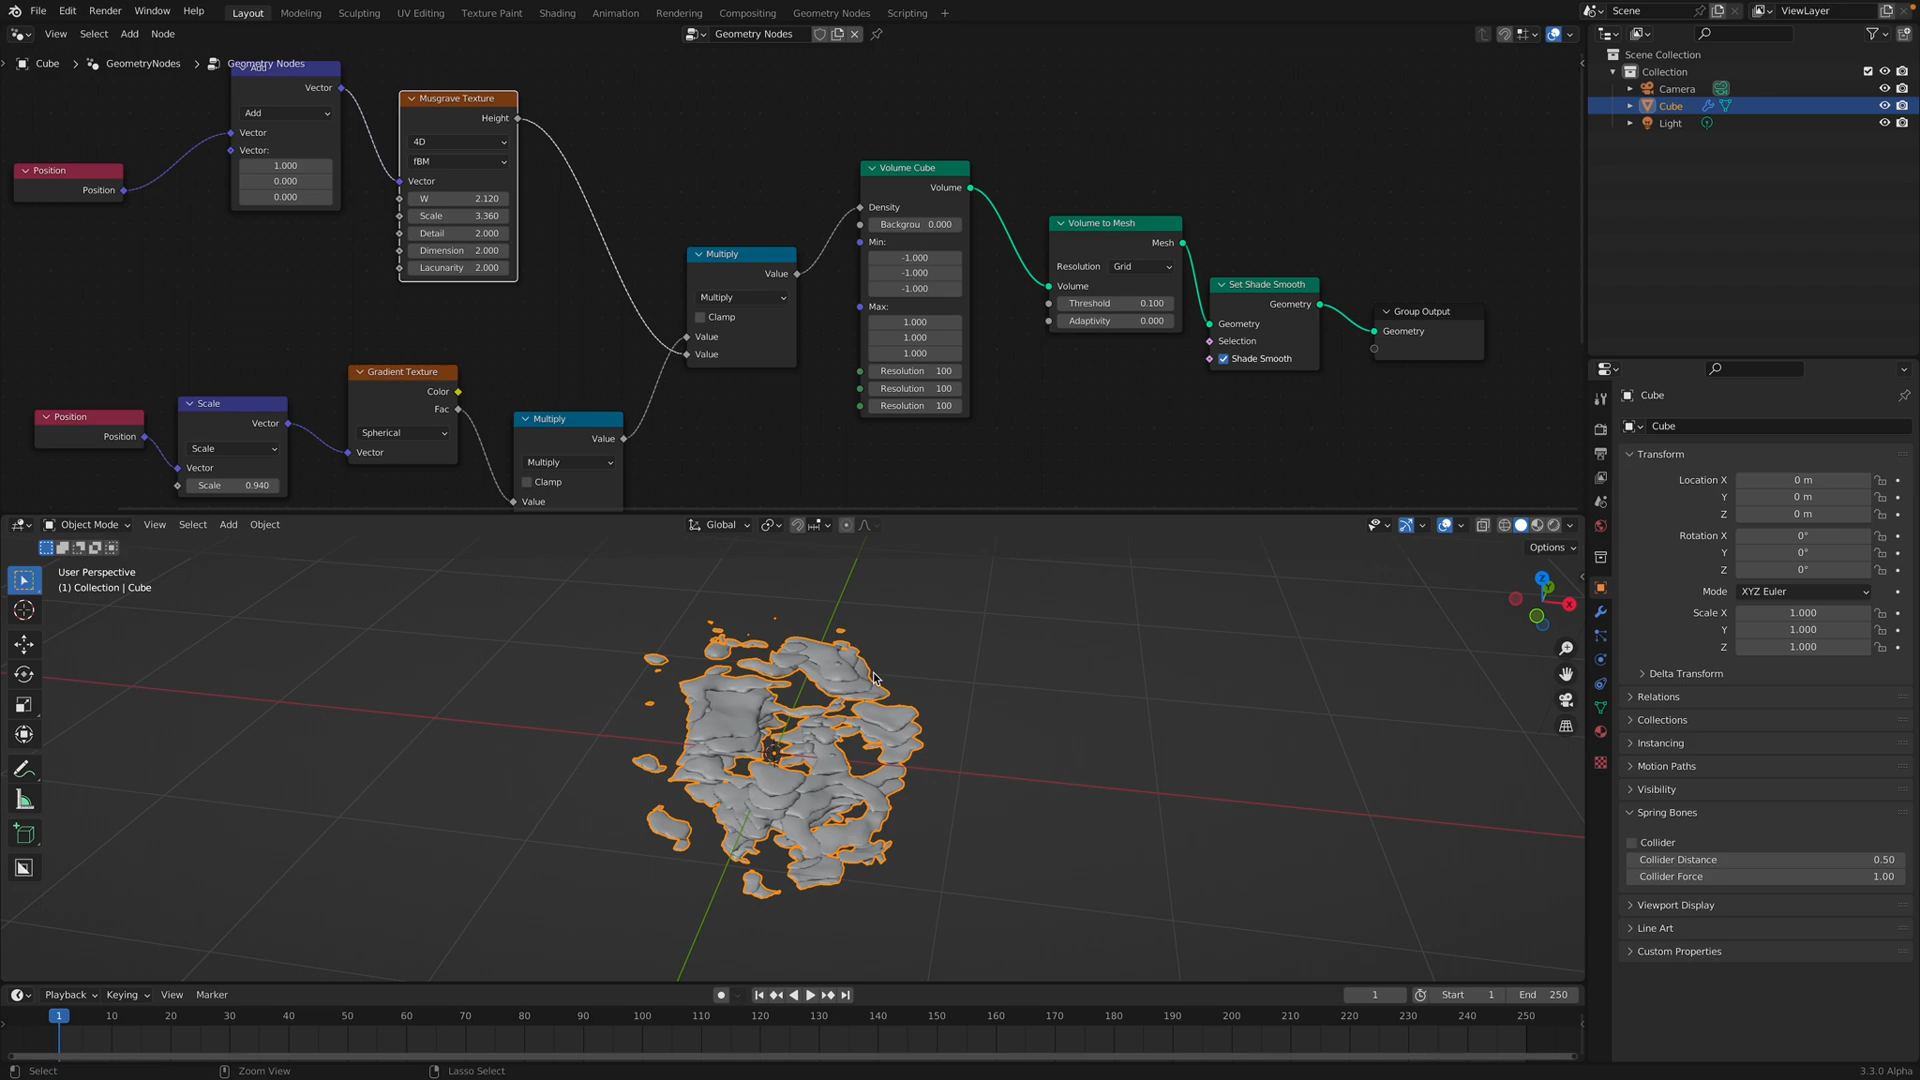 File Edit Render Window Help Layout Modeling Sculpting UV Editing Texture Paint Shading Animation Rendering Compositing Geometry Nodes Scripting + Scene ViewLayer
View Select Add Node Geometry Nodes
Cube > GeometryNodes > Geometry Nodes
Add
Vector
Add
Vector
Vector:
1.000
0.000
0.000
Position
Position
Musgrave Texture
Height
4D
fBM
Vector
W 2.120
Scale 3.360
Detail 2.000
Dimension 2.000
Lacunarity 2.000
Position
Position
Scale
Vector
Scale
Vector
Scale 0.940
Gradient Texture
Color
Fac
Spherical
Vector
Multiply
Value
Multiply
Clamp
Value
Multiply
Value
Multiply
Clamp
Value
Value
Volume Cube
Volume
Density
Backgrou 0.000
Min:
-1.000
-1.000
-1.000
Max:
1.000
1.000
1.000
Resolution 100
Resolution 100
Resolution 100
Volume to Mesh
Mesh
Resolution Grid
Volume
Threshold 0.100
Adaptivity 0.000
Set Shade Smooth
Geometry
Geometry
Selection
Shade Smooth
Group Output
Geometry
Scene Collection
Collection
Camera
Cube
Light
Cube
Cube
Transform
Location X 0 m
Y 0 m
Z 0 m
Rotation X 0°
Y 0°
Z 0°
Mode XYZ Euler
Scale X 1.000
Y 1.000
Z 1.000
Delta Transform
Relations
Collections
Instancing
Motion Paths
Visibility
Spring Bones
Collider
Collider Distance 0.50
Collider Force 1.00
Viewport Display
Line Art
Custom Properties
Object Mode View Select Add Object Global
Options
User Perspective
(1) Collection | Cube
Z
Y
X
Playback Keying View Marker 1 Start 1 End 250
1 10 20 30 40 50 60 70 80 90 100 110 120 130 140 150 160 170 180 190 200 210 220 230 240 250
Select Zoom View Lasso Select 3.3.0 Alpha